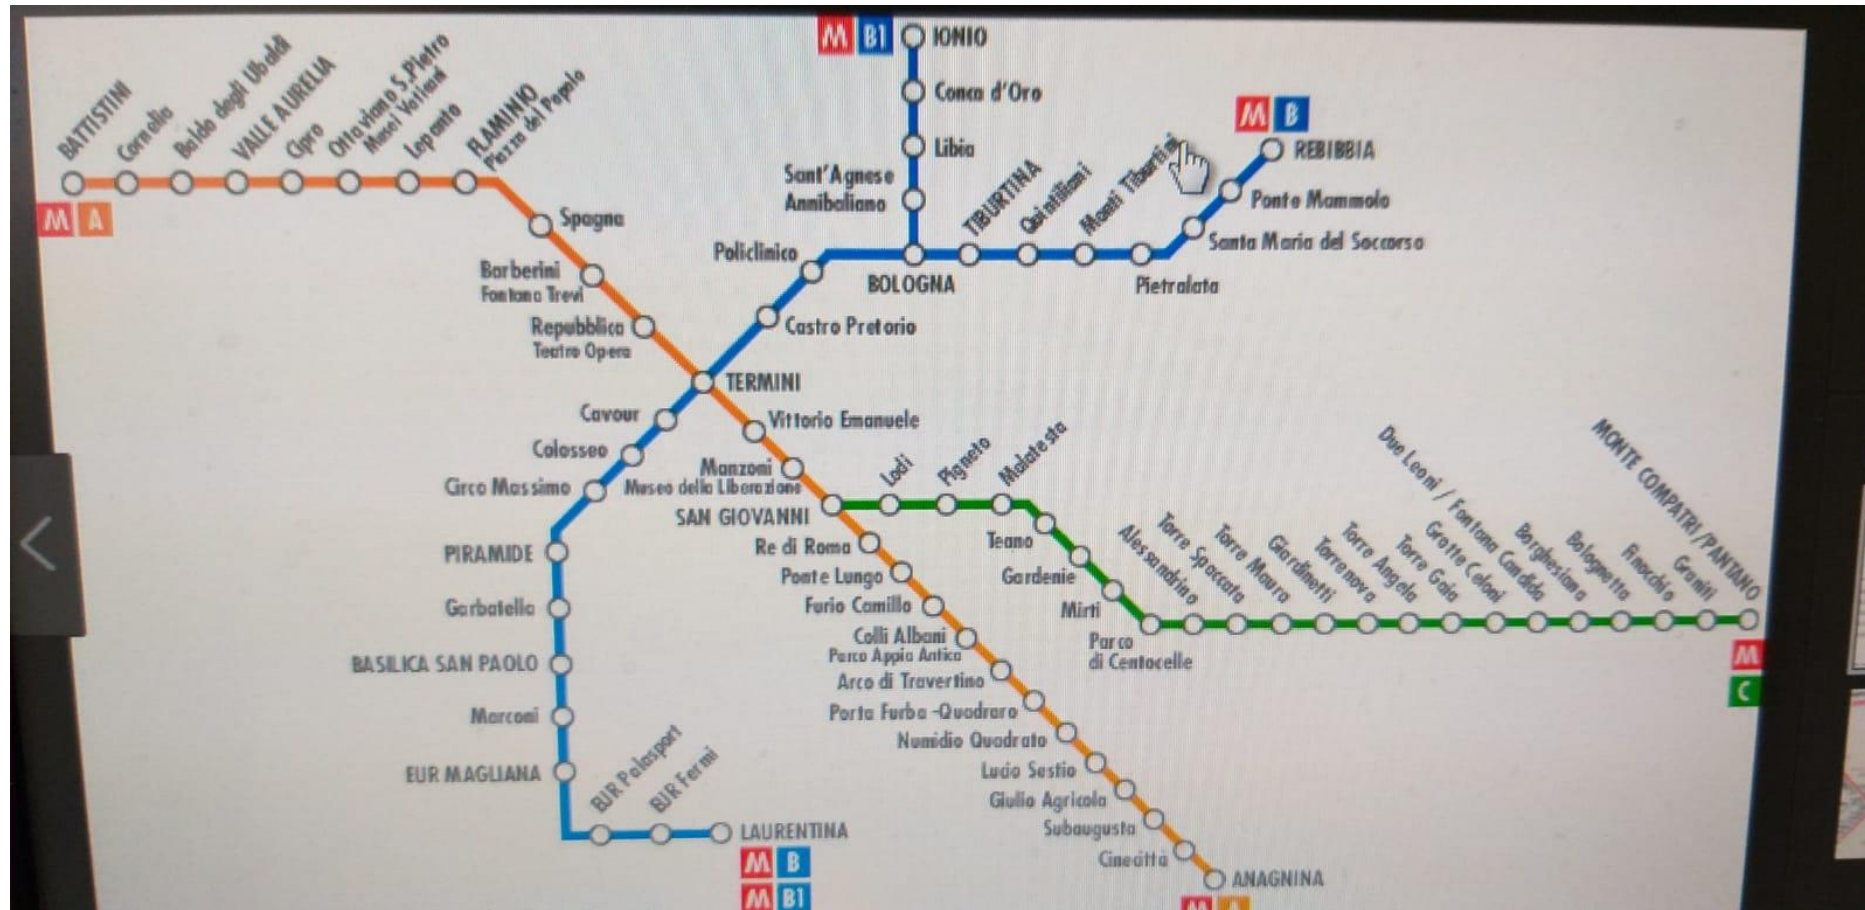 M B1
IONIO
Conca d'Oro
Libia
Sant'Agnese
Annibaliano
M B
REBIBBIA
Ponte Mammolo
Santa Maria del Soccorso
Pietralata
Monti Tiburtini
Quintiliani
TIBURTINA
BOLOGNA
Policlinico
Castro Pretorio
BATTISTINI
Cornelia
Baldo degli Ubaldi
VALLE AURELIA
Cipro
Ottaviano S.Pietro
Musei Vaticani
Lepanto
FLAMINIO
Piazza del Popolo
M A
Spagna
Barberini
Fontana Trevi
Repubblica
Teatro Opera
TERMINI
Cavour
Colosseo
Circo Massimo
PIRAMIDE
Garbatella
BASILICA SAN PAOLO
Marconi
EUR MAGLIANA
EUR Palasport
EUR Fermi
LAURENTINA
M B
M B1
Vittorio Emanuele
Manzoni
Museo della Liberazione
SAN GIOVANNI
Re di Roma
Ponte Lungo
Furio Camillo
Colli Albani
Parco Appia Antica
Arco di Travertino
Porta Furba -Quadraro
Numidio Quadrato
Lucio Sestio
Giulio Agricola
Subaugusta
Cinecittà
ANAGNINA
M A
Lodi
Pigneto
Malatesta
Teano
Gardenie
Mirti
Parco
di Centocelle
Alessandrino
Torre Spaccata
Torre Maura
Giardinetti
Torrenova
Torre Angela
Torre Gaia
Grotte Celoni
Due Leoni / Fontana Candida
Borghesiana
Bolognetta
Finocchio
Graniti
MONTE COMPATRI/PANTANO
M
C